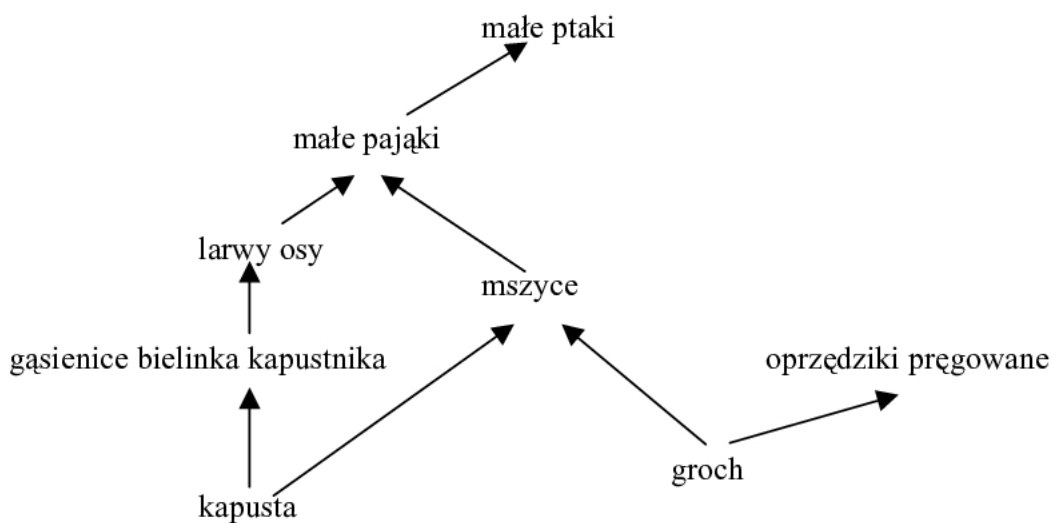 małe ptaki
małe pająki
larwy osy
mszyce
gąsienice bielinka kapustnika
oprzędziki pręgowane
groch
kapusta